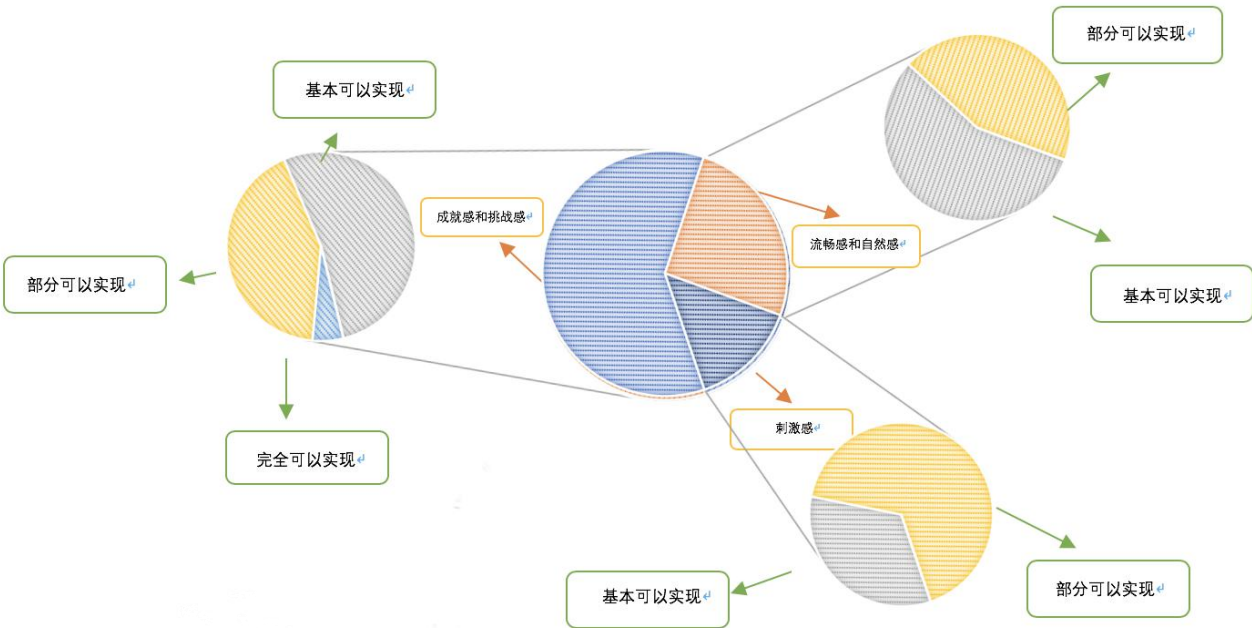 部分可以实现
基本可以实现
成就感和挑战感
流畅感和自然感
部分可以实现
基本可以实现
完全可以实现
刺激感
基本可以实现
部分可以实现